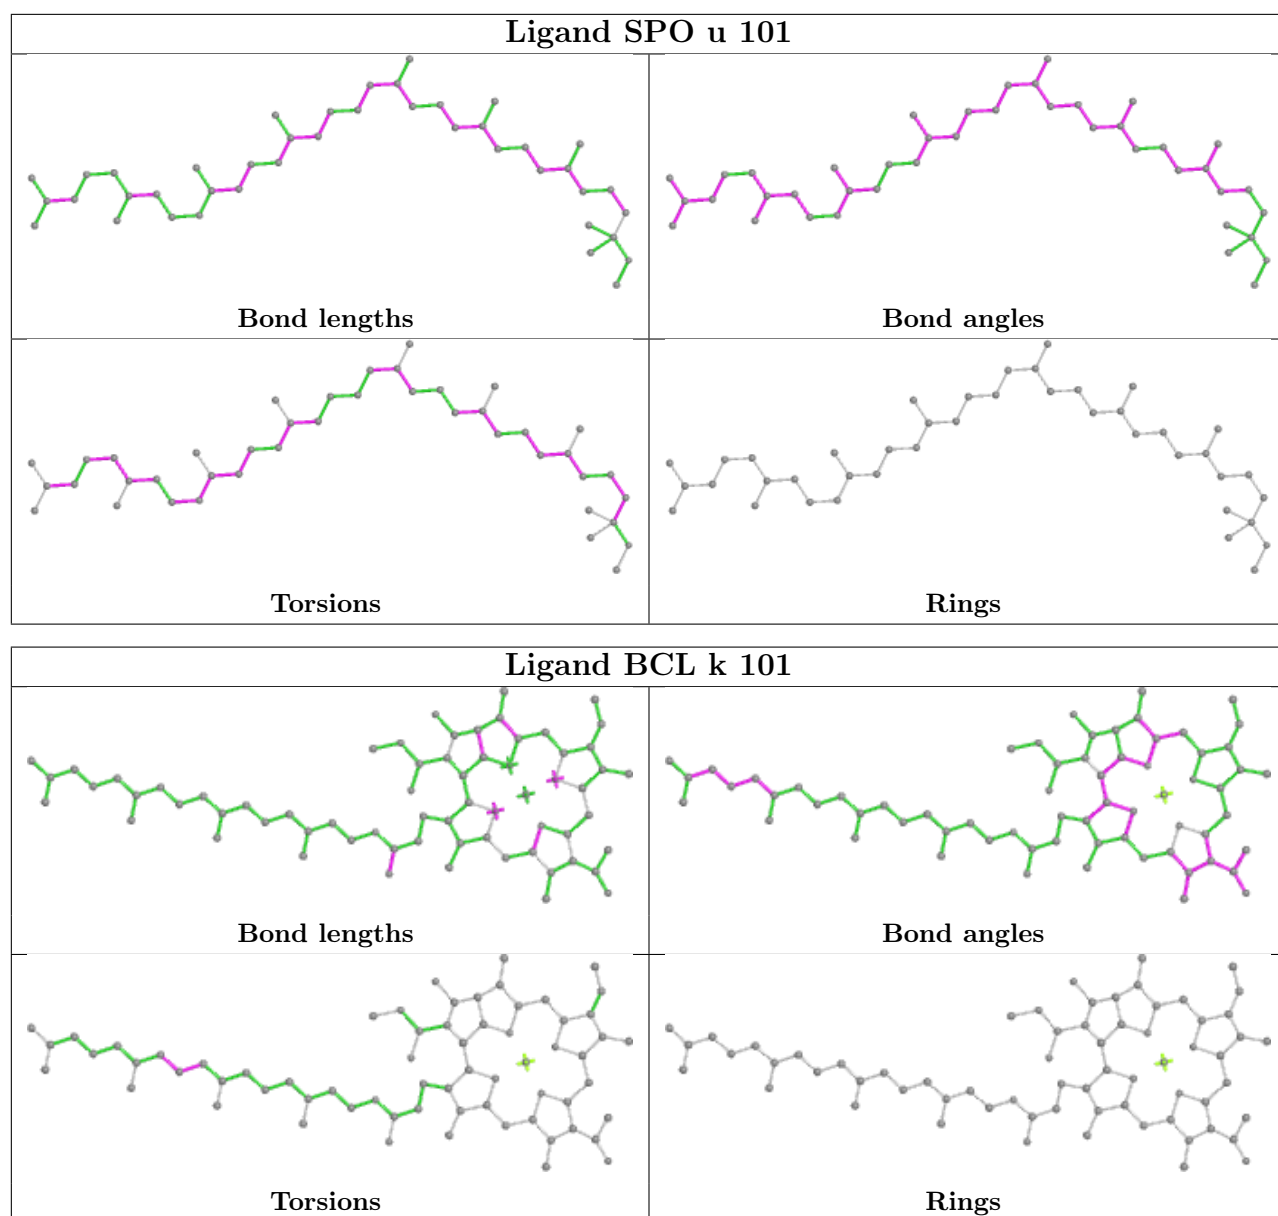 Ligand SPO u 101
Bond lengths
Bond angles
Torsions
Rings
Ligand BCL k 101
Bond lengths
Bond angles
Torsions
Rings